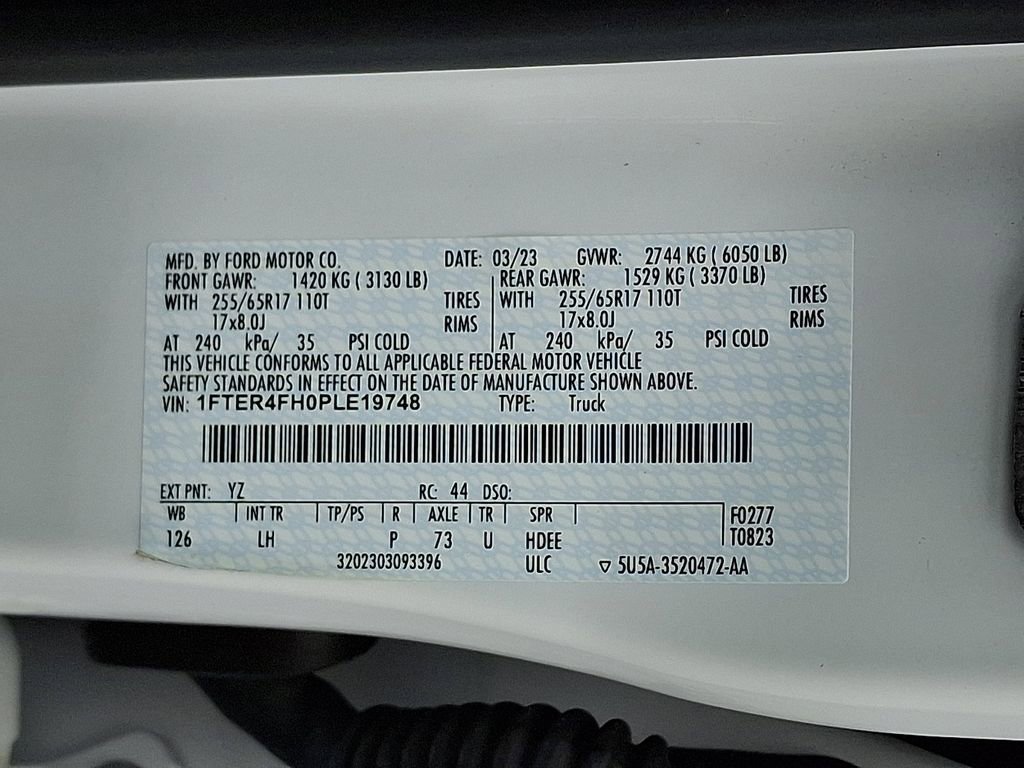 MFD. BY FORD MOTOR CO. DATE: 03/23 GVWR: 2744 KG ( 6050 LB)
FRONT GAWR: 1420 KG ( 3130 LB) REAR GAWR: 1529 KG ( 3370 LB)
WITH 255/65R17 110T TIRES WITH 255/65R17 110T TIRES
17x8.0J RIMS 17x8.0J RIMS
AT 240 kPa/ 35 PSI COLD AT 240 kPa/ 35 PSI COLD
THIS VEHICLE CONFORMS TO ALL APPLICABLE FEDERAL MOTOR VEHICLE
SAFETY STANDARDS IN EFFECT ON THE DATE OF MANUFACTURE SHOWN ABOVE.
VIN: 1FTER4FH0PLE19748 TYPE: Truck
EXT PNT: YZ RC: 44 DSO:
WB INT TR TP/PS R AXLE TR SPR F0277
126 LH P 73 U HDEE T0823
3202303093396 ULC ▽ 5U5A-3520472-AA